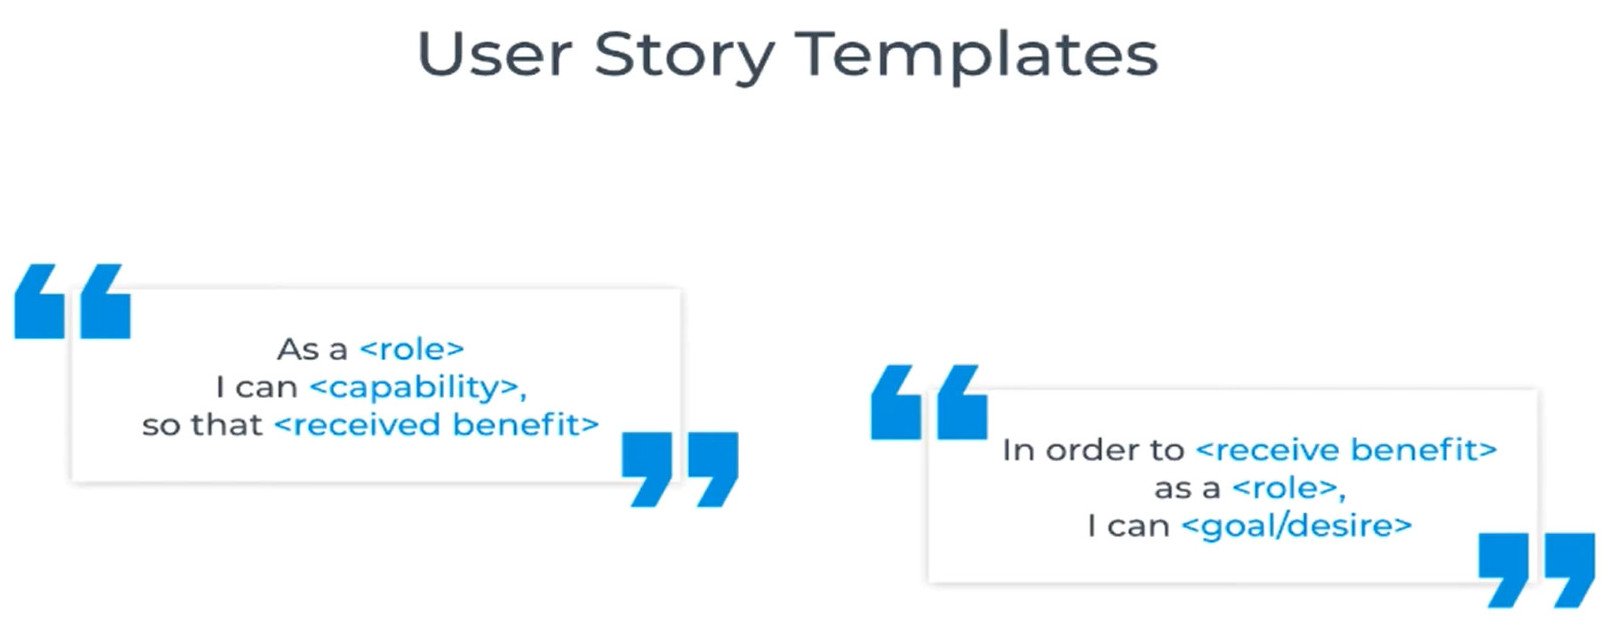 User Story Templates
As a <role>
I can <capability>,
so that <received benefit>
In order to <receive benefit>
as a <role>,
I can <goal/desire>